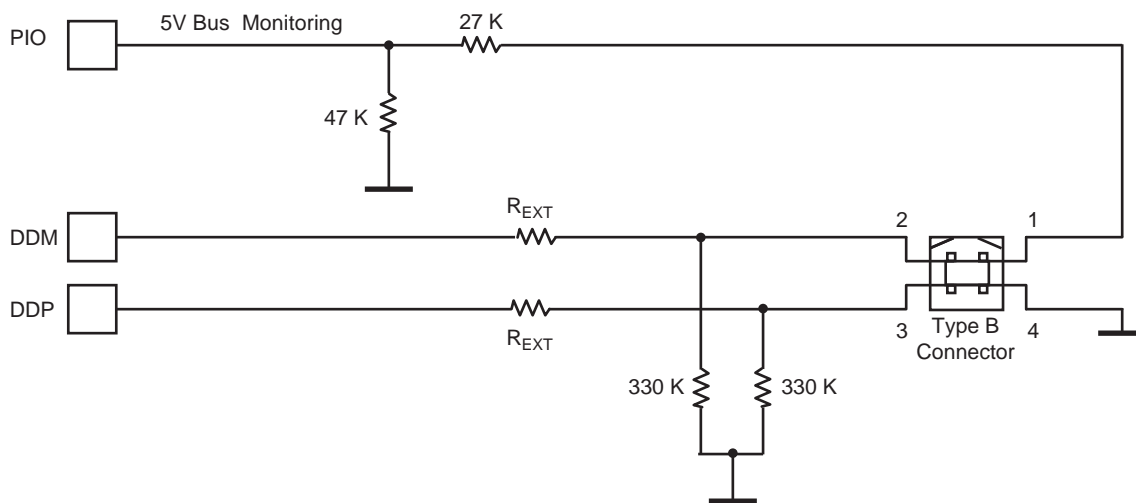 PIO
5V Bus Monitoring
27 K
47 K
R_EXT
DDM
2
1
DDP
R_EXT
3
Type B
Connector
4
330 K
330 K